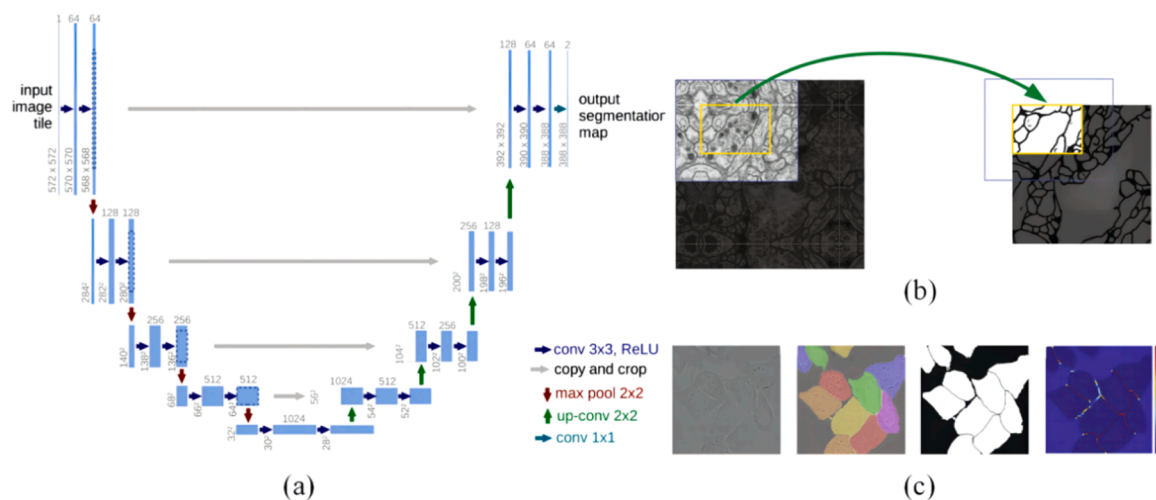 1 64 64
input
image
tile
572 x 572
570 x 570
568 x 568
128 64 64 2
output
segmentation
map
392 x 392
390 x 390
388 x 388
388 x 388
128 128
284²
282²
280²
256 128
200²
198²
196²
256 256
140²
138²
136²
512 256
104²
102²
100²
512 512
68²
66²
64²
1024 512
56²
54²
52²
1024
32²
30²
28²
conv 3x3, ReLU
copy and crop
max pool 2x2
up-conv 2x2
conv 1x1
(a)
(b)
(c)